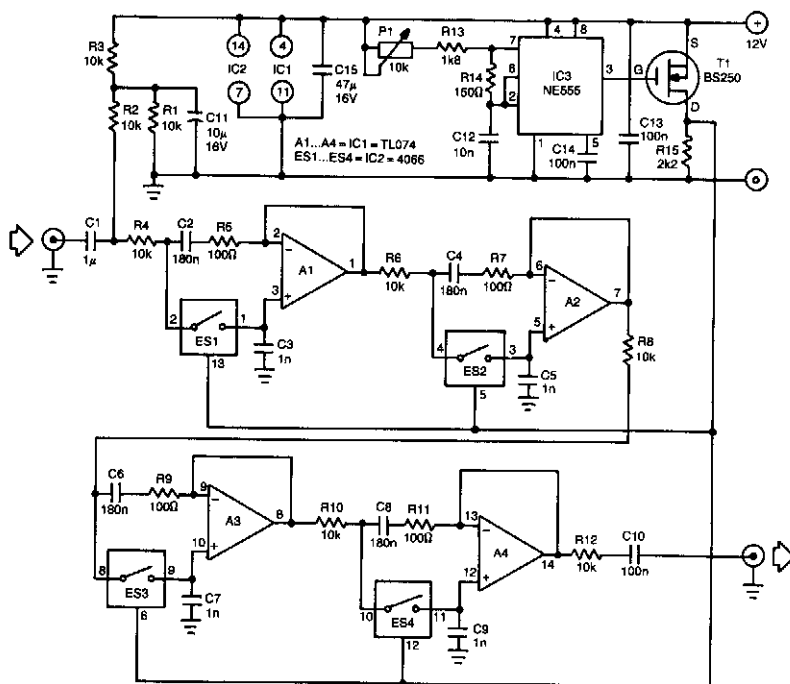 R3
10k
R2
10k
R1
10k
C11
10µ
16V
14
4
IC2
IC1
7
11
C15
47µ
16V
A1...A4 = IC1 = TL074
ES1...ES4 = IC2 = 4066
P1
10k
R13
1k8
R14
150Ω
C12
10n
7
6
2
4
8
IC3
NE555
3
1
5
C14
100n
C13
100n
G
S
D
T1
BS250
R15
2k2
+
12V
0
C1
1µ
R4
10k
C2
180n
R5
100Ω
2
−
A1
1
3
+
2
1
ES1
13
C3
1n
R6
10k
C4
180n
R7
100Ω
6
−
A2
7
5
+
4
3
ES2
5
C5
1n
R8
10k
C6
180n
R9
100Ω
9
−
A3
8
10
+
8
9
ES3
6
C7
1n
R10
10k
C8
180n
R11
100Ω
13
−
A4
14
12
+
10
11
ES4
12
C9
1n
R12
10k
C10
100n